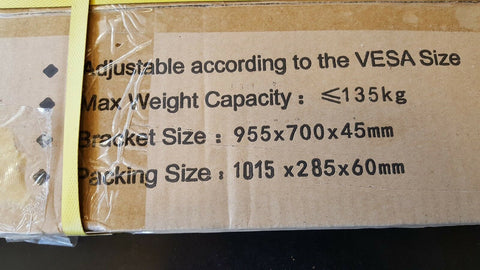 Adjustable according to the VESA Size
Max Weight Capacity : ≤135kg
Bracket Size : 955x700x45mm
Packing Size : 1015 x285x60mm